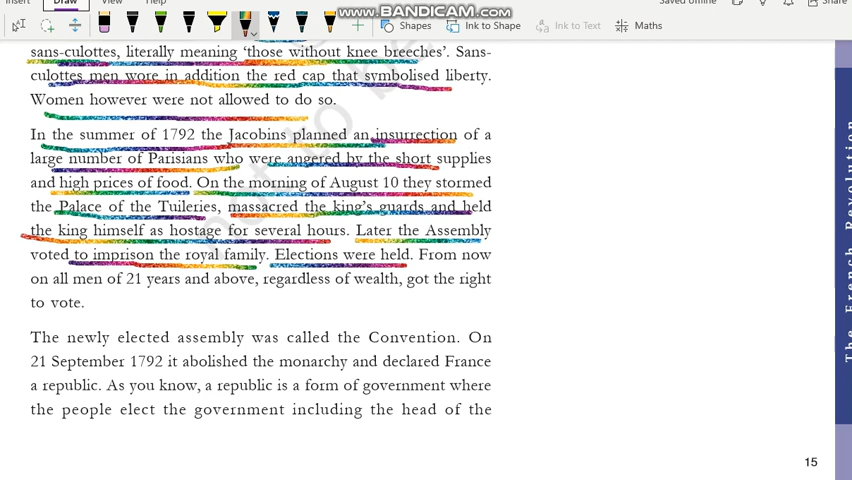 Insert Draw View Help Saved offline Share
www.BANDICAM.com
Shapes Ink to Shape Ink to Text Maths
sans-culottes, literally meaning 'those without knee breeches'. Sans-
culottes men wore in addition the red cap that symbolised liberty.
Women however were not allowed to do so.
In the summer of 1792 the Jacobins planned an insurrection of a
large number of Parisians who were angered by the short supplies
and high prices of food. On the morning of August 10 they stormed
the Palace of the Tuileries, massacred the king's guards and held
the king himself as hostage for several hours. Later the Assembly
voted to imprison the royal family. Elections were held. From now
on all men of 21 years and above, regardless of wealth, got the right
to vote.
The newly elected assembly was called the Convention. On
21 September 1792 it abolished the monarchy and declared France
a republic. As you know, a republic is a form of government where
the people elect the government including the head of the
The French Revolution
15